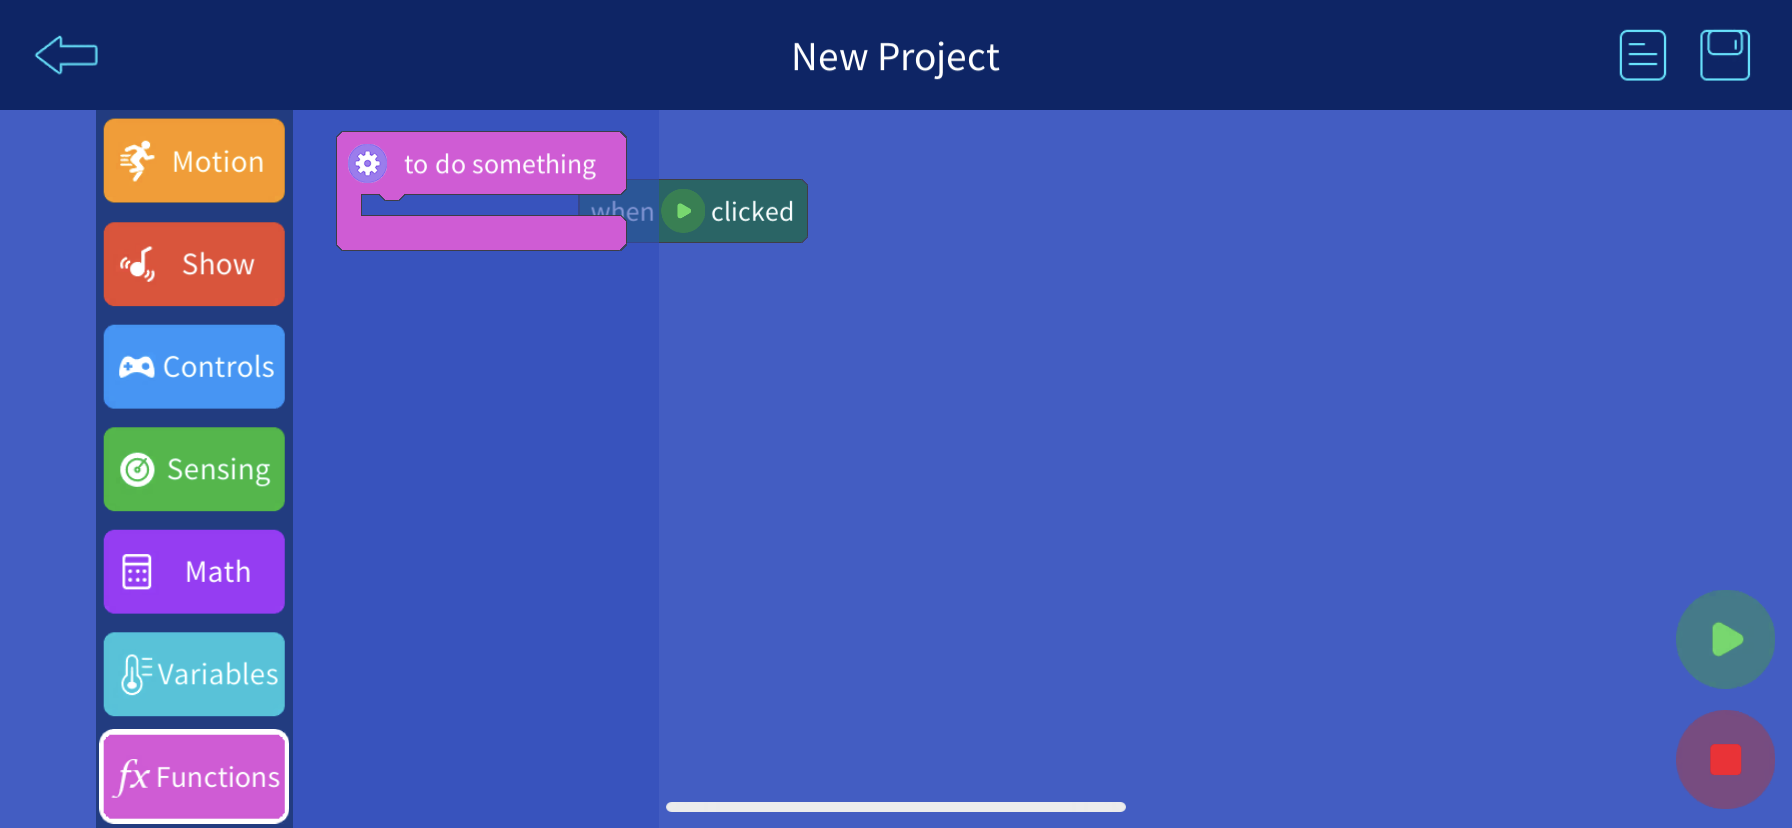 New Project
Motion
Show
Controls
Sensing
Math
Variables
fx Functions
to do something
when clicked